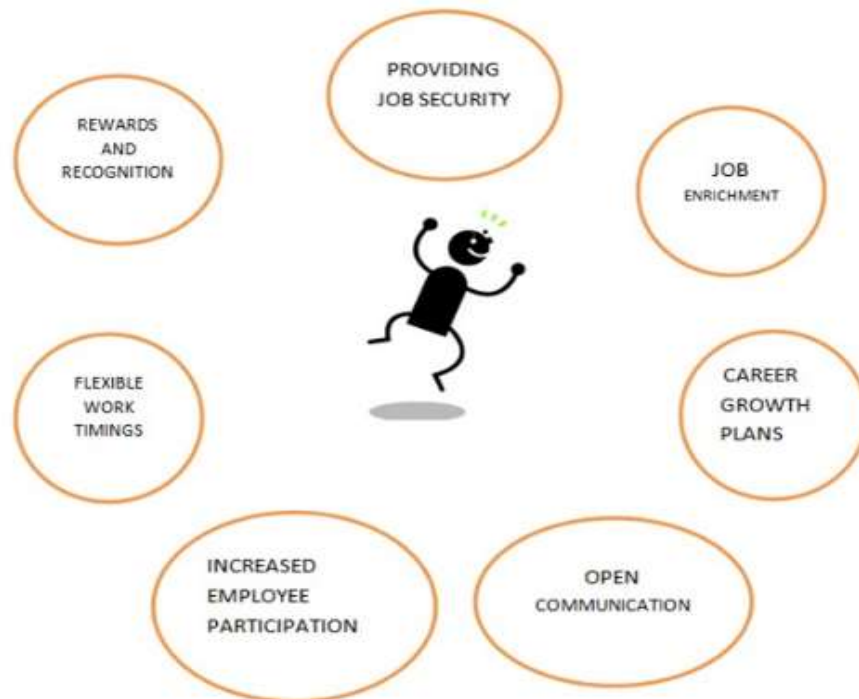 PROVIDING
JOB SECURITY
REWARDS
AND
RECOGNITION
JOB
ENRICHMENT
FLEXIBLE
WORK
TIMINGS
CAREER
GROWTH
PLANS
INCREASED
EMPLOYEE
PARTICIPATION
OPEN
COMMUNICATION